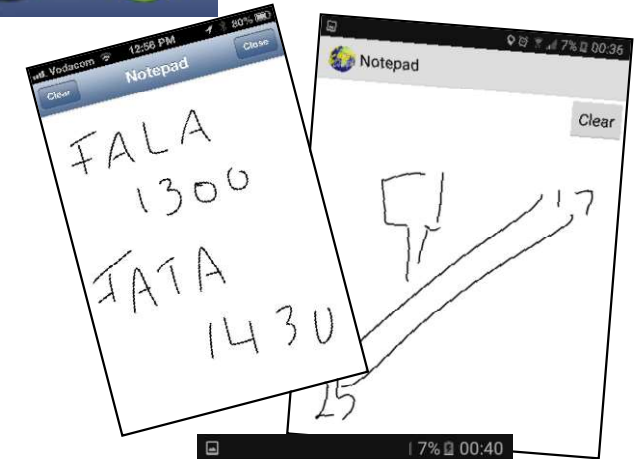 Vodacom 12:56 PM 80%
Clear Notepad Close
FALA
1300
FATA
1430
7% 00:36
Notepad
Clear
17
25
7% 00:40